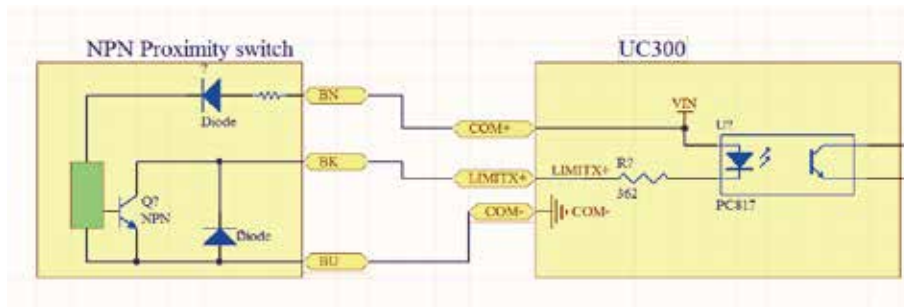 NPN Proximity switch
UC300
?
Diode
BN
COM+
VIN
U?
BK
LIMITX+
LIMITX+
R?
362
PC817
Q?
NPN
Diode
COM-
COM-
BU